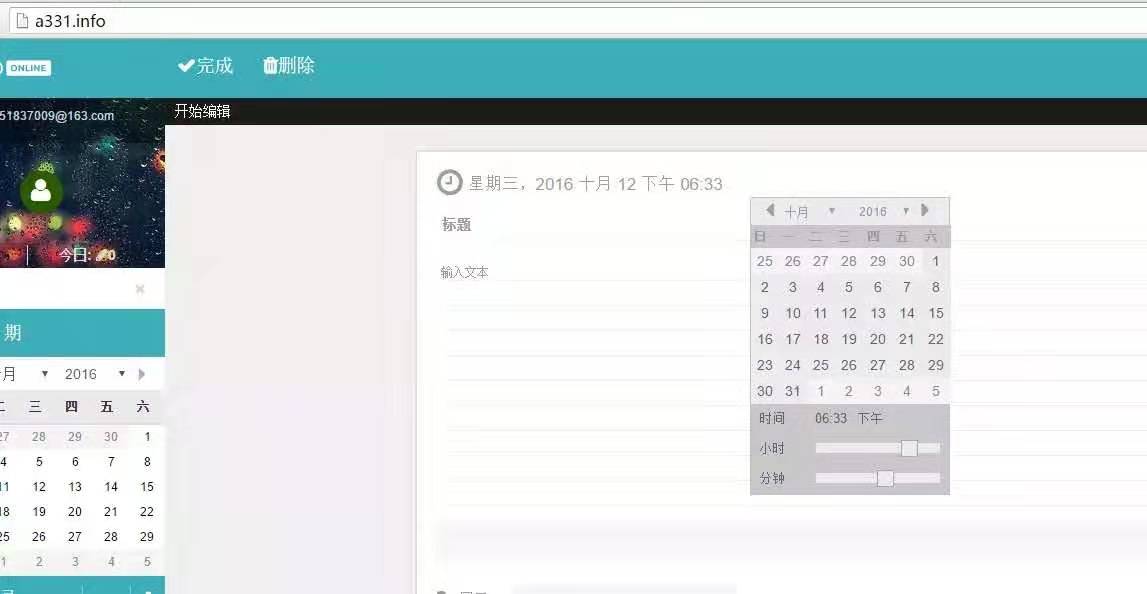 a331.info
ONLINE
完成 删除
51837009@163.com
开始编辑
今日: 0
期
月 2016
三 四 五 六
27 28 29 30 1
4 5 6 7 8
11 12 13 14 15
18 19 20 21 22
25 26 27 28 29
1 2 3 4 5
星期三，2016 十月 12 下午 06:33
标题
输入文本
十月 2016
日 一 二 三 四 五 六
25 26 27 28 29 30 1
2 3 4 5 6 7 8
9 10 11 12 13 14 15
16 17 18 19 20 21 22
23 24 25 26 27 28 29
30 31 1 2 3 4 5
时间 06:33 下午
小时
分钟